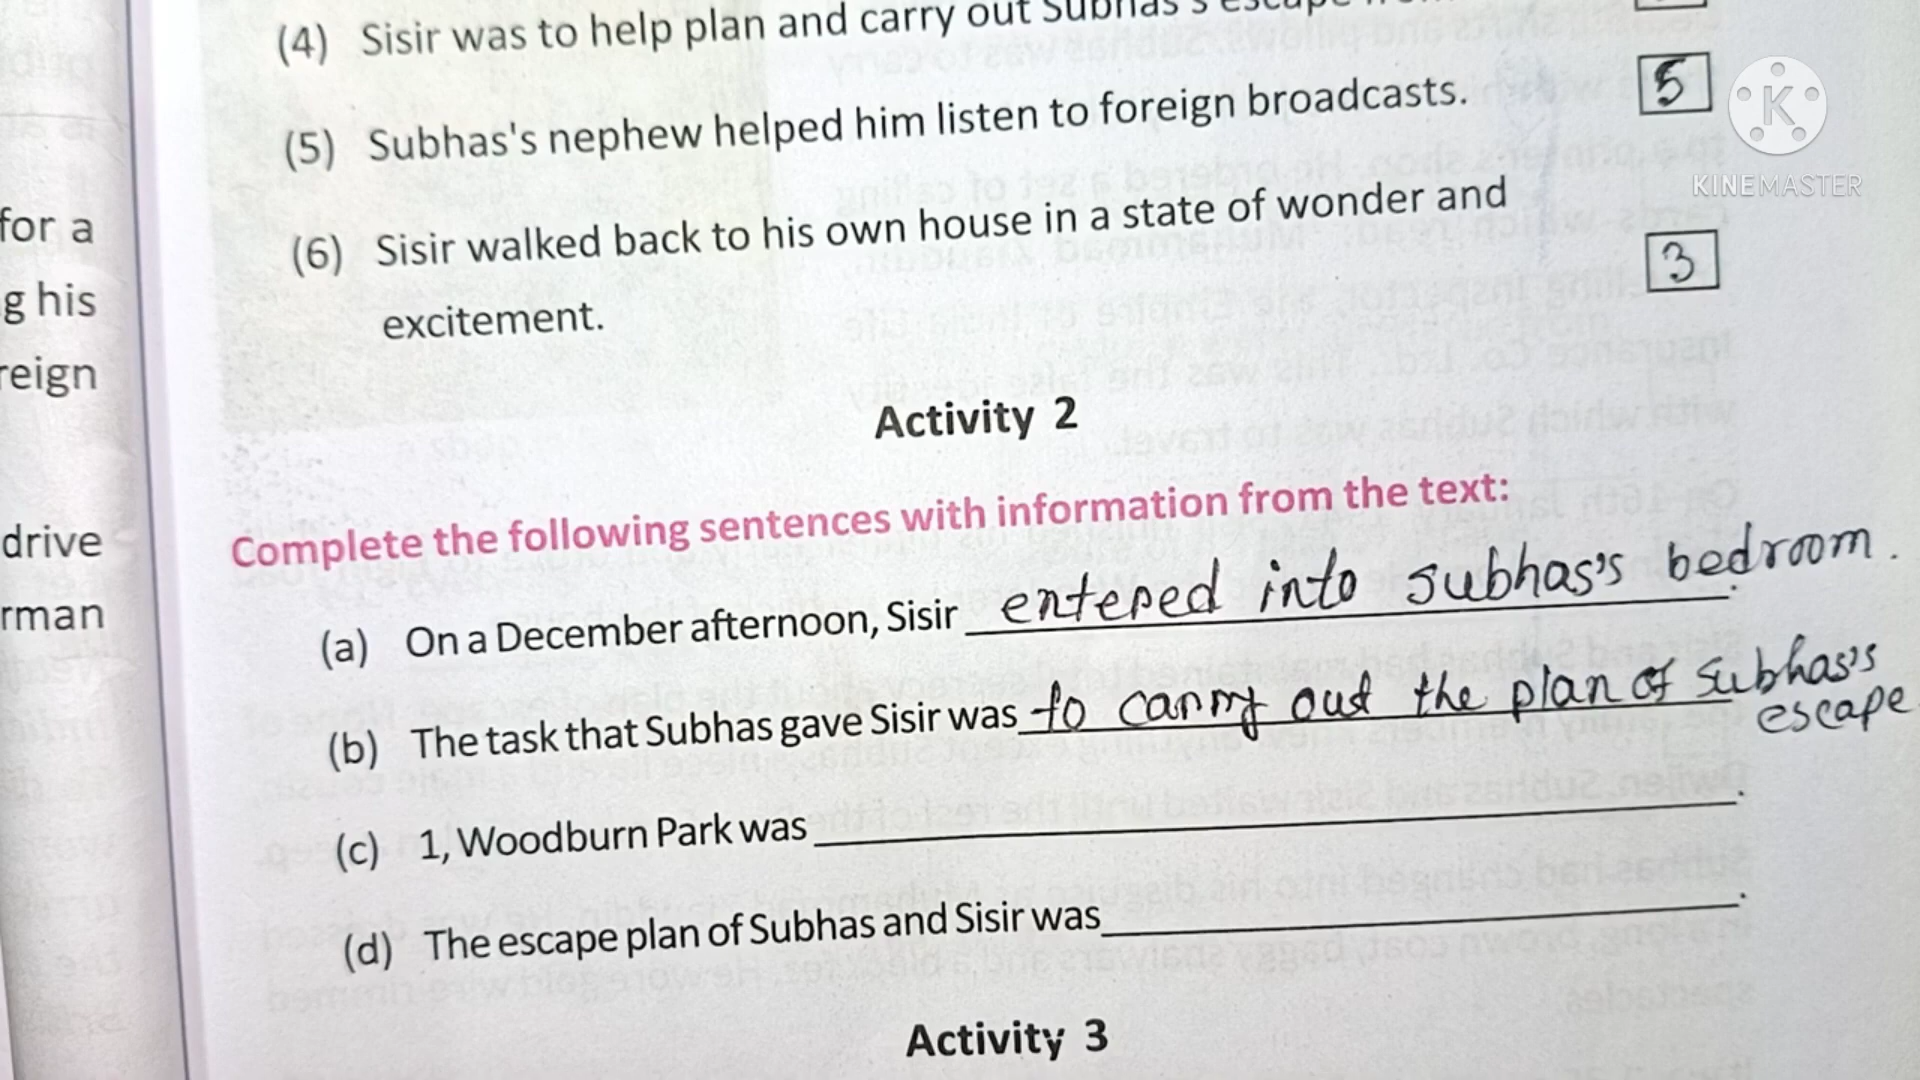 (4) Sisir was to help plan and carry out Subhas's escape
(5) Subhas's nephew helped him listen to foreign broadcasts. 5
KINEMASTER
(6) Sisir walked back to his own house in a state of wonder and
excitement. 3
for a
g his
reign
Activity 2
Complete the following sentences with information from the text:
drive
rman
(a) On a December afternoon, Sisir entered into subhas's bedroom.
(b) The task that Subhas gave Sisir was to carry out the plan of Subhas's
escape
(c) 1, Woodburn Park was
(d) The escape plan of Subhas and Sisir was
Activity 3